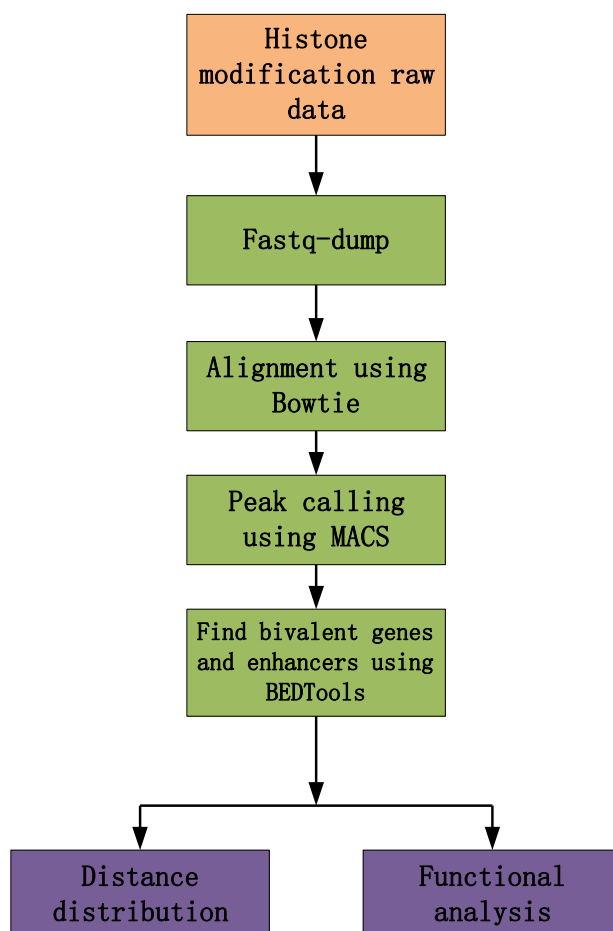 Histone
modification raw
data
Fastq-dump
Alignment using
Bowtie
Peak calling
using MACS
Find bivalent genes
and enhancers using
BEDTools
Distance
distribution
Functional
analysis